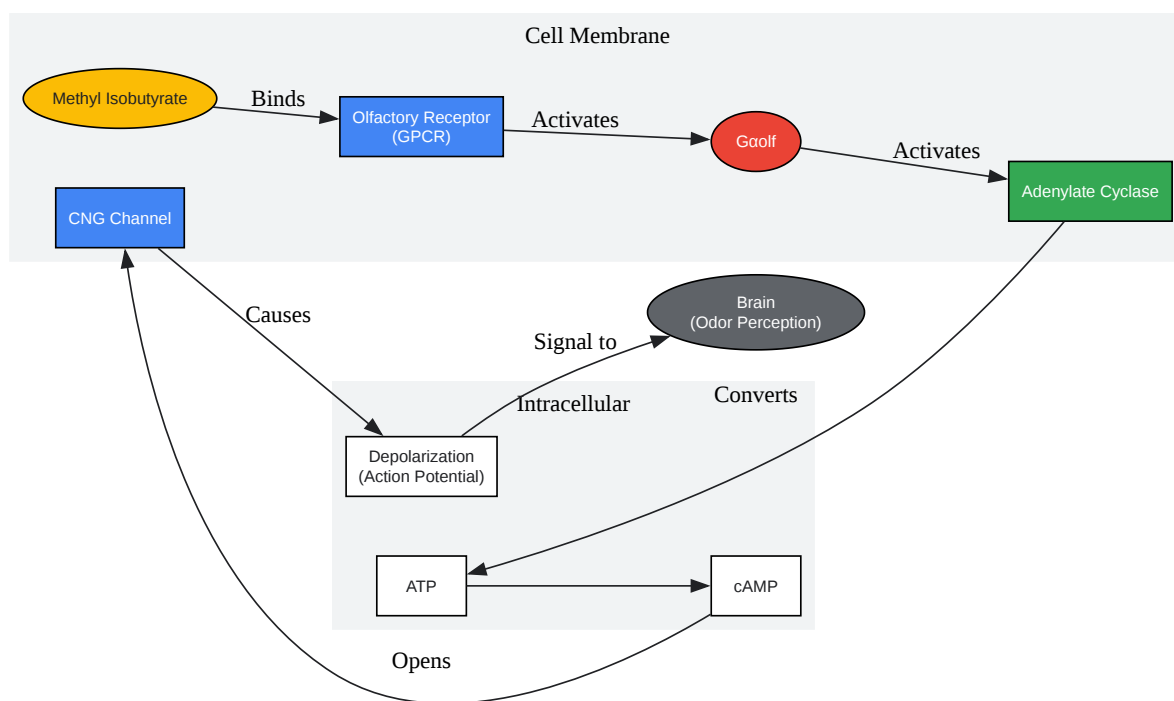 Cell Membrane
Methyl Isobutyrate
Binds
Olfactory Receptor
(GPCR)
Activates
Gαolf
Activates
Adenylate Cyclase
CNG Channel
Causes
Brain
(Odor Perception)
Signal to
Converts
Intracellular
Depolarization
(Action Potential)
ATP
cAMP
Opens